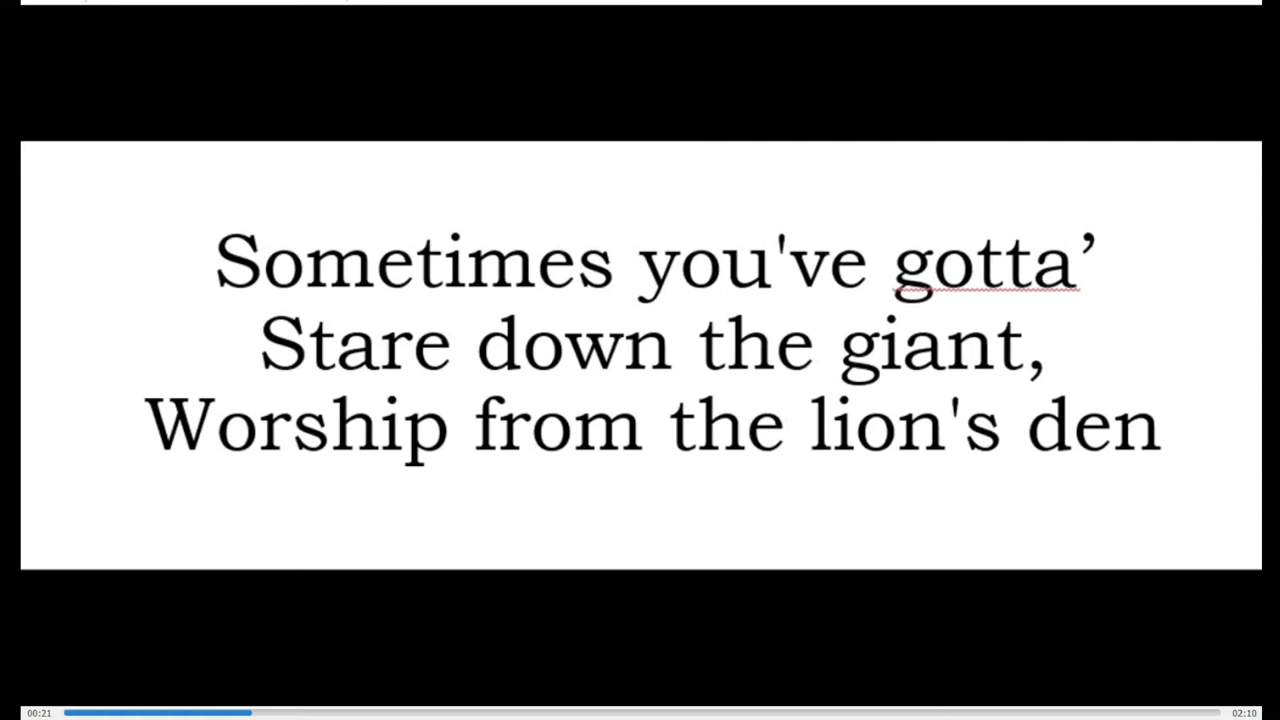 Sometimes you've gotta’
Stare down the giant,
Worship from the lion's den
00:21
02:10